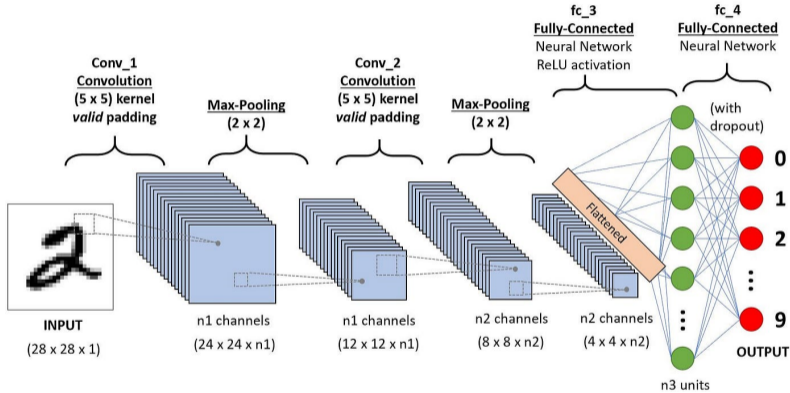 Conv_1
Convolution
(5 x 5) kernel
valid padding
Max-Pooling
(2 x 2)
Conv_2
Convolution
(5 x 5) kernel
valid padding
Max-Pooling
(2 x 2)
fc_3
Fully-Connected
Neural Network
ReLU activation
fc_4
Fully-Connected
Neural Network
(with
dropout)
2
INPUT
(28 x 28 x 1)
n1 channels
(24 x 24 x n1)
n1 channels
(12 x 12 x n1)
n2 channels
(8 x 8 x n2)
n2 channels
(4 x 4 x n2)
Flattened
n3 units
0
1
2
9
OUTPUT